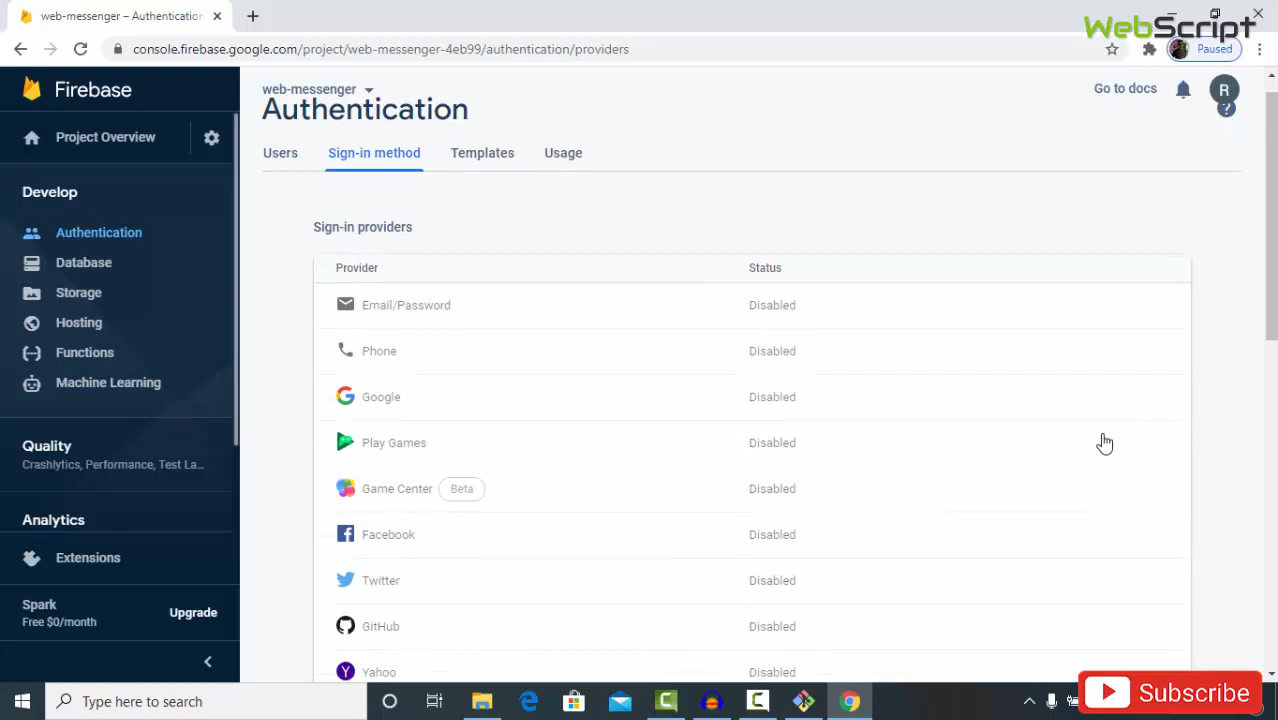 web-messenger – Authentication
WebScript
console.firebase.google.com/project/web-messenger-4eb99/authentication/providers
Paused
Firebase
web-messenger
Go to docs
R
Authentication
?
Project Overview
Users
Sign-in method
Templates
Usage
Develop
Sign-in providers
Authentication
Database
Provider
Status
Storage
Email/Password
Disabled
Hosting
Functions
Phone
Disabled
Machine Learning
Google
Disabled
Quality
Play Games
Disabled
Crashlytics, Performance, Test La...
Game Center
Beta
Disabled
Analytics
Facebook
Disabled
Extensions
Twitter
Disabled
Spark
Free $0/month
Upgrade
GitHub
Disabled
Yahoo
Disabled
Type here to search
Subscribe